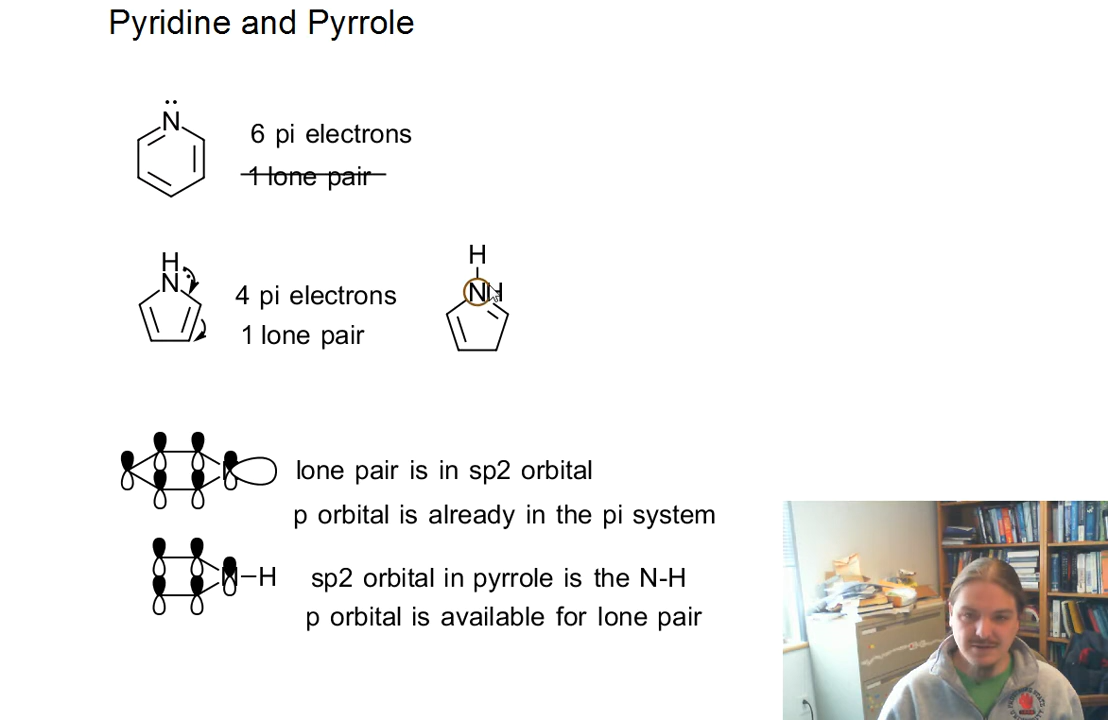 Pyridine and Pyrrole
N
6 pi electrons
1 lone pair
H
N
4 pi electrons
1 lone pair
H
NH
lone pair is in sp2 orbital
p orbital is already in the pi system
N–H
sp2 orbital in pyrrole is the N-H
p orbital is available for lone pair